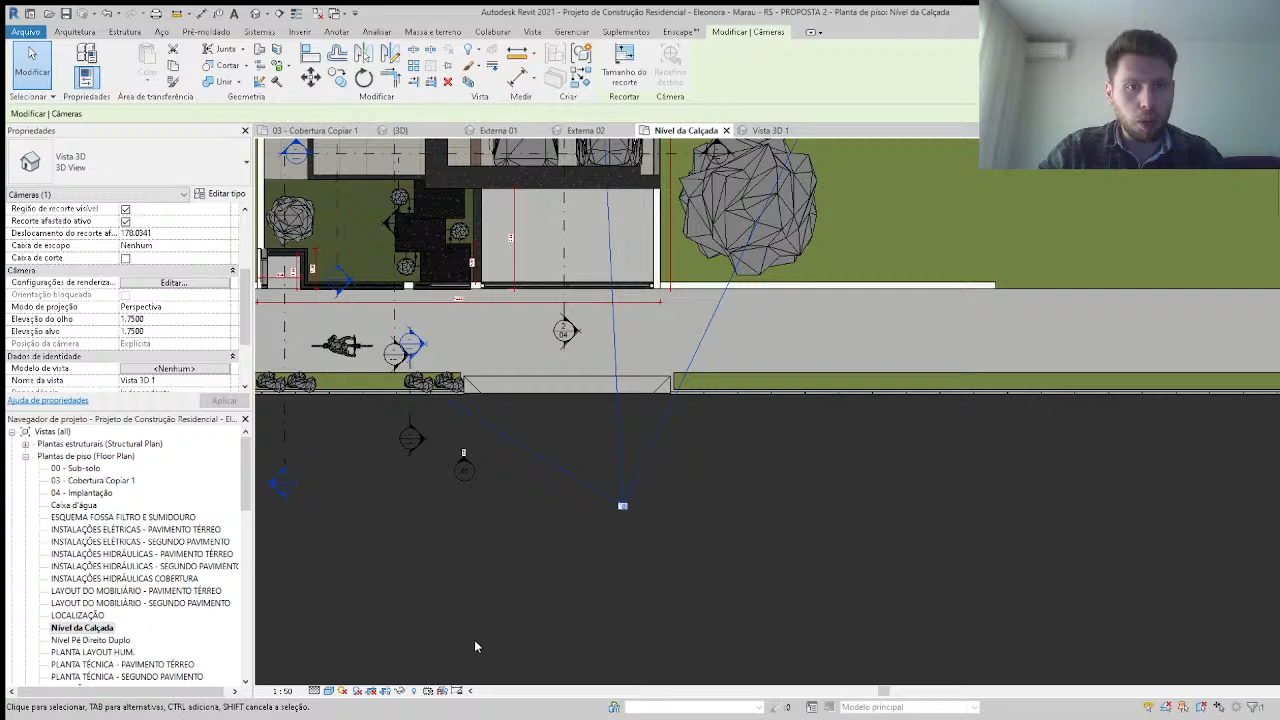 Autodesk Revit 2021 - Projeto de Construção Residencial - Eleonora - Marau - RS - PROPOSTA 2 - Planta de piso: Nível da Calçada
Arquivo Arquitetura Estrutura Aço Pré-moldado Sistemas Inserir Anotar Analisar Massa e terreno Colaborar Vista Gerenciar Suplementos Enscape™ Modificar | Câmeras
Modificar Propriedades Colar Junta Cortar Unir Tamanho do recorte Redefinir destino
Selecionar Propriedades Área de transferência Geometria Modificar Vista Medir Criar Recortar Câmera
Modificar | Câmeras
Propriedades
03 - Cobertura Copiar 1 {3D} Externa 01 Externa 02 Nível da Calçada Vista 3D 1
Vista 3D
3D View
Câmeras (1) Editar tipo
Região de recorte visível
Recorte afastado ativo
Deslocamento do recorte af... 178.0341
Caixa de escopo Nenhum
Caixa de corte
Câmera
Configurações de renderiza... Editar...
Orientação bloqueada
Modo de projeção Perspectiva
Elevação do olho 1.7500
Elevação alvo 1.7500
Posição da câmera Explícita
Dados de identidade
Modelo de vista <Nenhum>
Nome da vista Vista 3D 1
Ajuda de propriedades Aplicar
Navegador de projeto - Projeto de Construção Residencial - El...
Vistas (all)
Plantas estruturais (Structural Plan)
Plantas de piso (Floor Plan)
00 - Sub-solo
03 - Cobertura Copiar 1
04 - Implantação
Caixa d'água
ESQUEMA FOSSA FILTRO E SUMIDOURO
INSTALAÇÕES ELÉTRICAS - PAVIMENTO TÉRREO
INSTALAÇÕES ELÉTRICAS - SEGUNDO PAVIMENTO
INSTALAÇÕES HIDRÁULICAS - PAVIMENTO TÉRREO
INSTALAÇÕES HIDRÁULICAS - SEGUNDO PAVIMENTO
INSTALAÇÕES HIDRÁULICAS COBERTURA
LAYOUT DO MOBILIÁRIO - PAVIMENTO TÉRREO
LAYOUT DO MOBILIÁRIO - SEGUNDO PAVIMENTO
LOCALIZAÇÃO
Nível da Calçada
Nível Pé Direito Duplo
PLANTA LAYOUT HUM.
PLANTA TÉCNICA - PAVIMENTO TÉRREO
PLANTA TÉCNICA - SEGUNDO PAVIMENTO
2
04
1 : 50
Clique para selecionar, TAB para alternativas, CTRL adiciona, SHIFT cancela a seleção. :0 Modelo principal :1